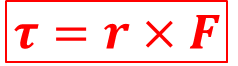 τ = r × F